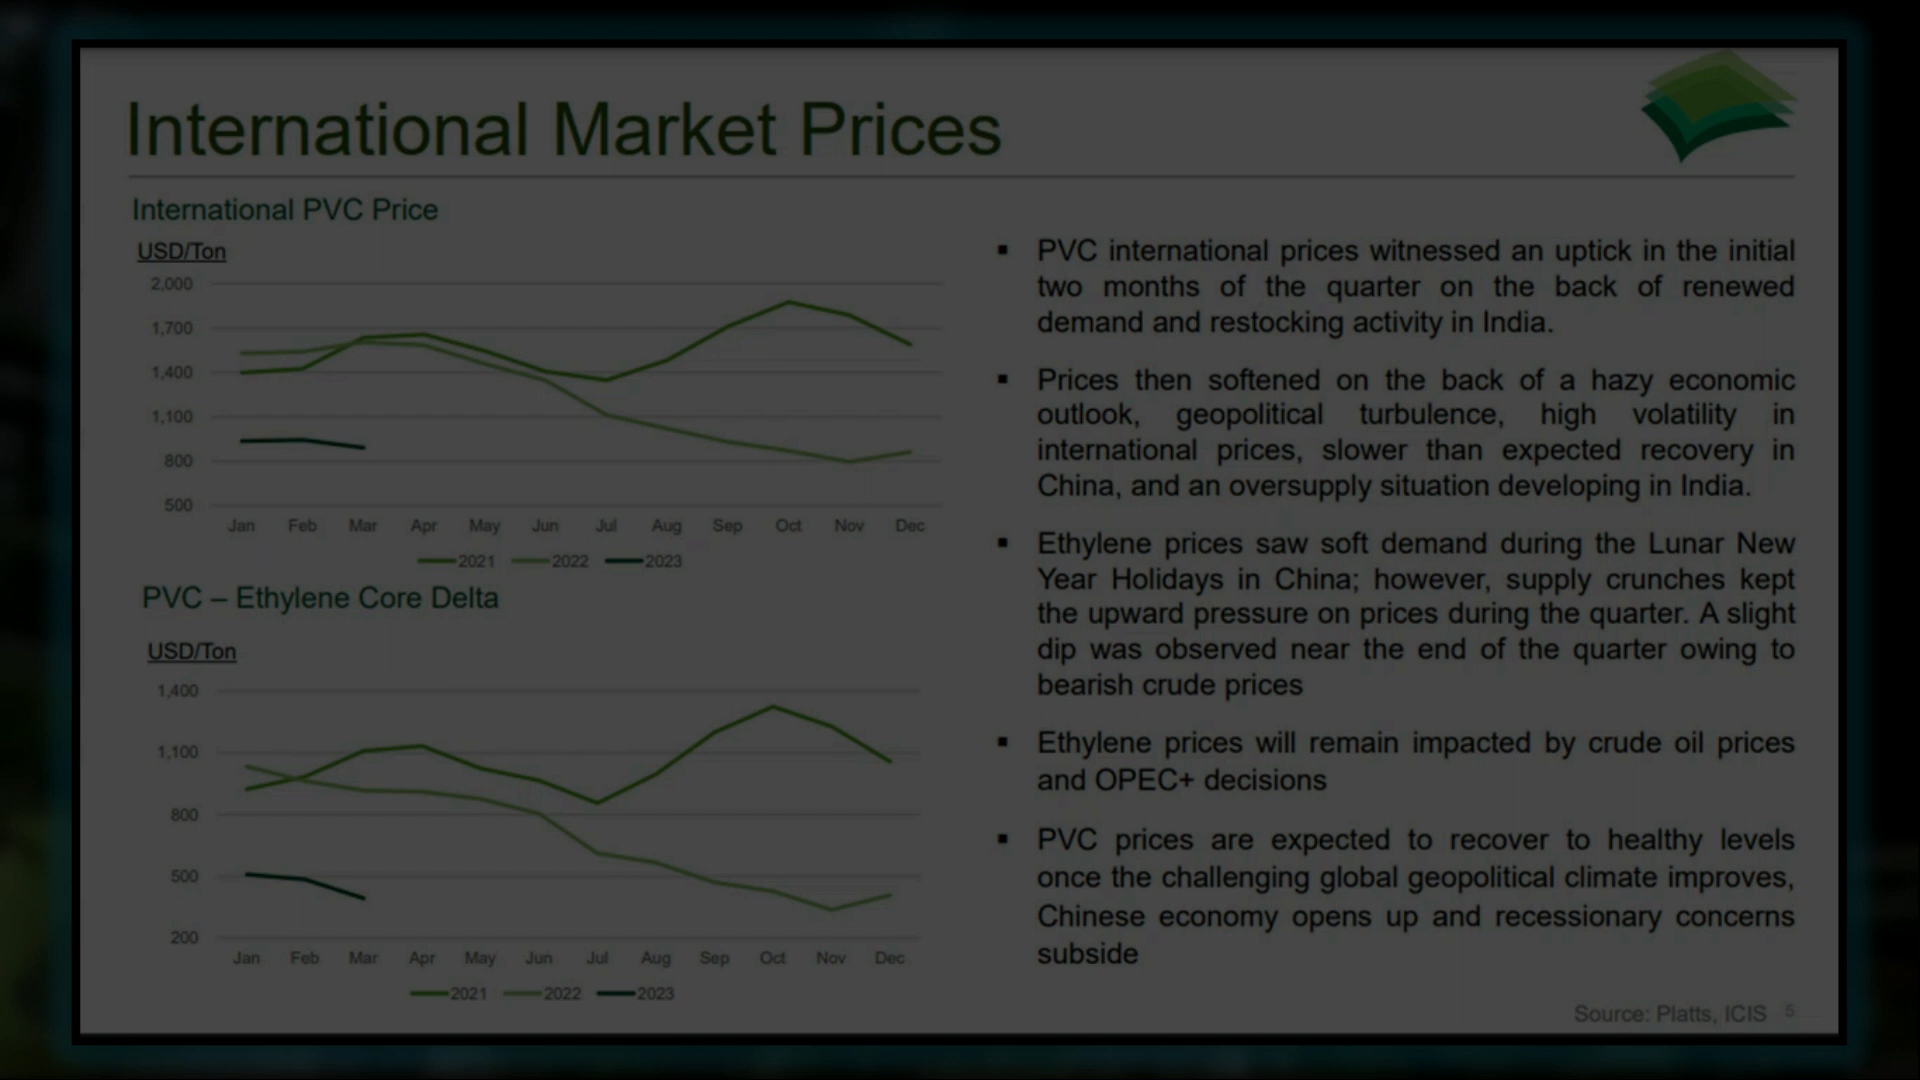 International Market Prices
International PVC Price
USD/Ton
2,000
1,700
1,400
1,100
800
500
Jan Feb Mar Apr May Jun Jul Aug Sep Oct Nov Dec
2021 2022 2023
PVC – Ethylene Core Delta
USD/Ton
1,400
1,100
800
500
200
Jan Feb Mar Apr May Jun Jul Aug Sep Oct Nov Dec
2021 2022 2023
▪ PVC international prices witnessed an uptick in the initial
two months of the quarter on the back of renewed
demand and restocking activity in India.
▪ Prices then softened on the back of a hazy economic
outlook, geopolitical turbulence, high volatility in
international prices, slower than expected recovery in
China, and an oversupply situation developing in India.
▪ Ethylene prices saw soft demand during the Lunar New
Year Holidays in China; however, supply crunches kept
the upward pressure on prices during the quarter. A slight
dip was observed near the end of the quarter owing to
bearish crude prices
▪ Ethylene prices will remain impacted by crude oil prices
and OPEC+ decisions
▪ PVC prices are expected to recover to healthy levels
once the challenging global geopolitical climate improves,
Chinese economy opens up and recessionary concerns
subside
Source: Platts, ICIS 5